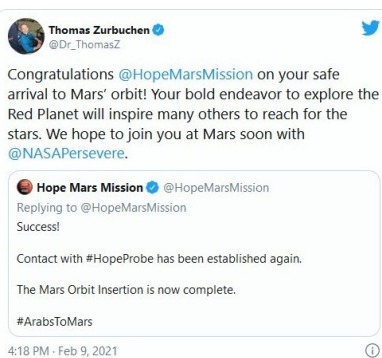 Thomas Zurbuchen
@Dr_ThomasZ
Congratulations @HopeMarsMission on your safe
arrival to Mars' orbit! Your bold endeavor to explore the
Red Planet will inspire many others to reach for the
stars. We hope to join you at Mars soon with
@NASAPersevere.
Hope Mars Mission @HopeMarsMission
Replying to @HopeMarsMission
Success!
Contact with #HopeProbe has been established again.
The Mars Orbit Insertion is now complete.
#ArabsToMars
4:18 PM · Feb 9, 2021